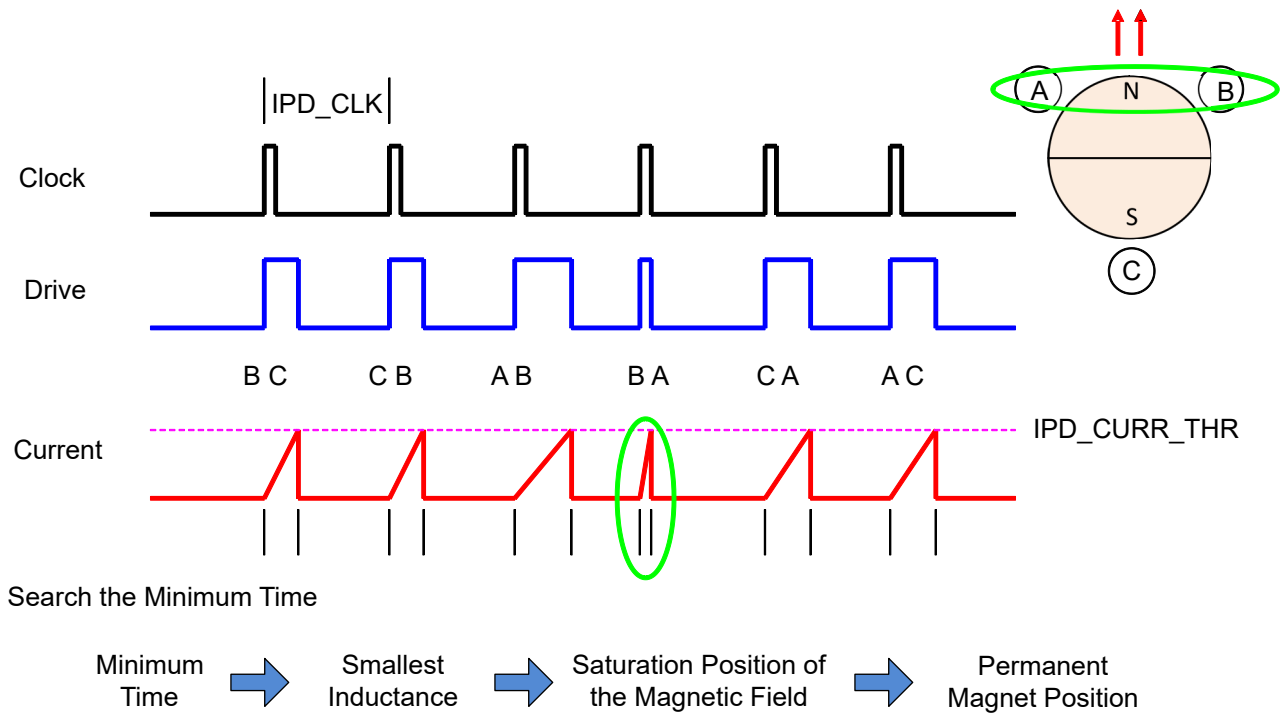 IPD_CLK
A
N
B
Clock
S
C
Drive
B C
C B
A B
B A
C A
A C
IPD_CURR_THR
Current
Search the Minimum Time
Minimum
Time
Smallest
Inductance
Saturation Position of
the Magnetic Field
Permanent
Magnet Position